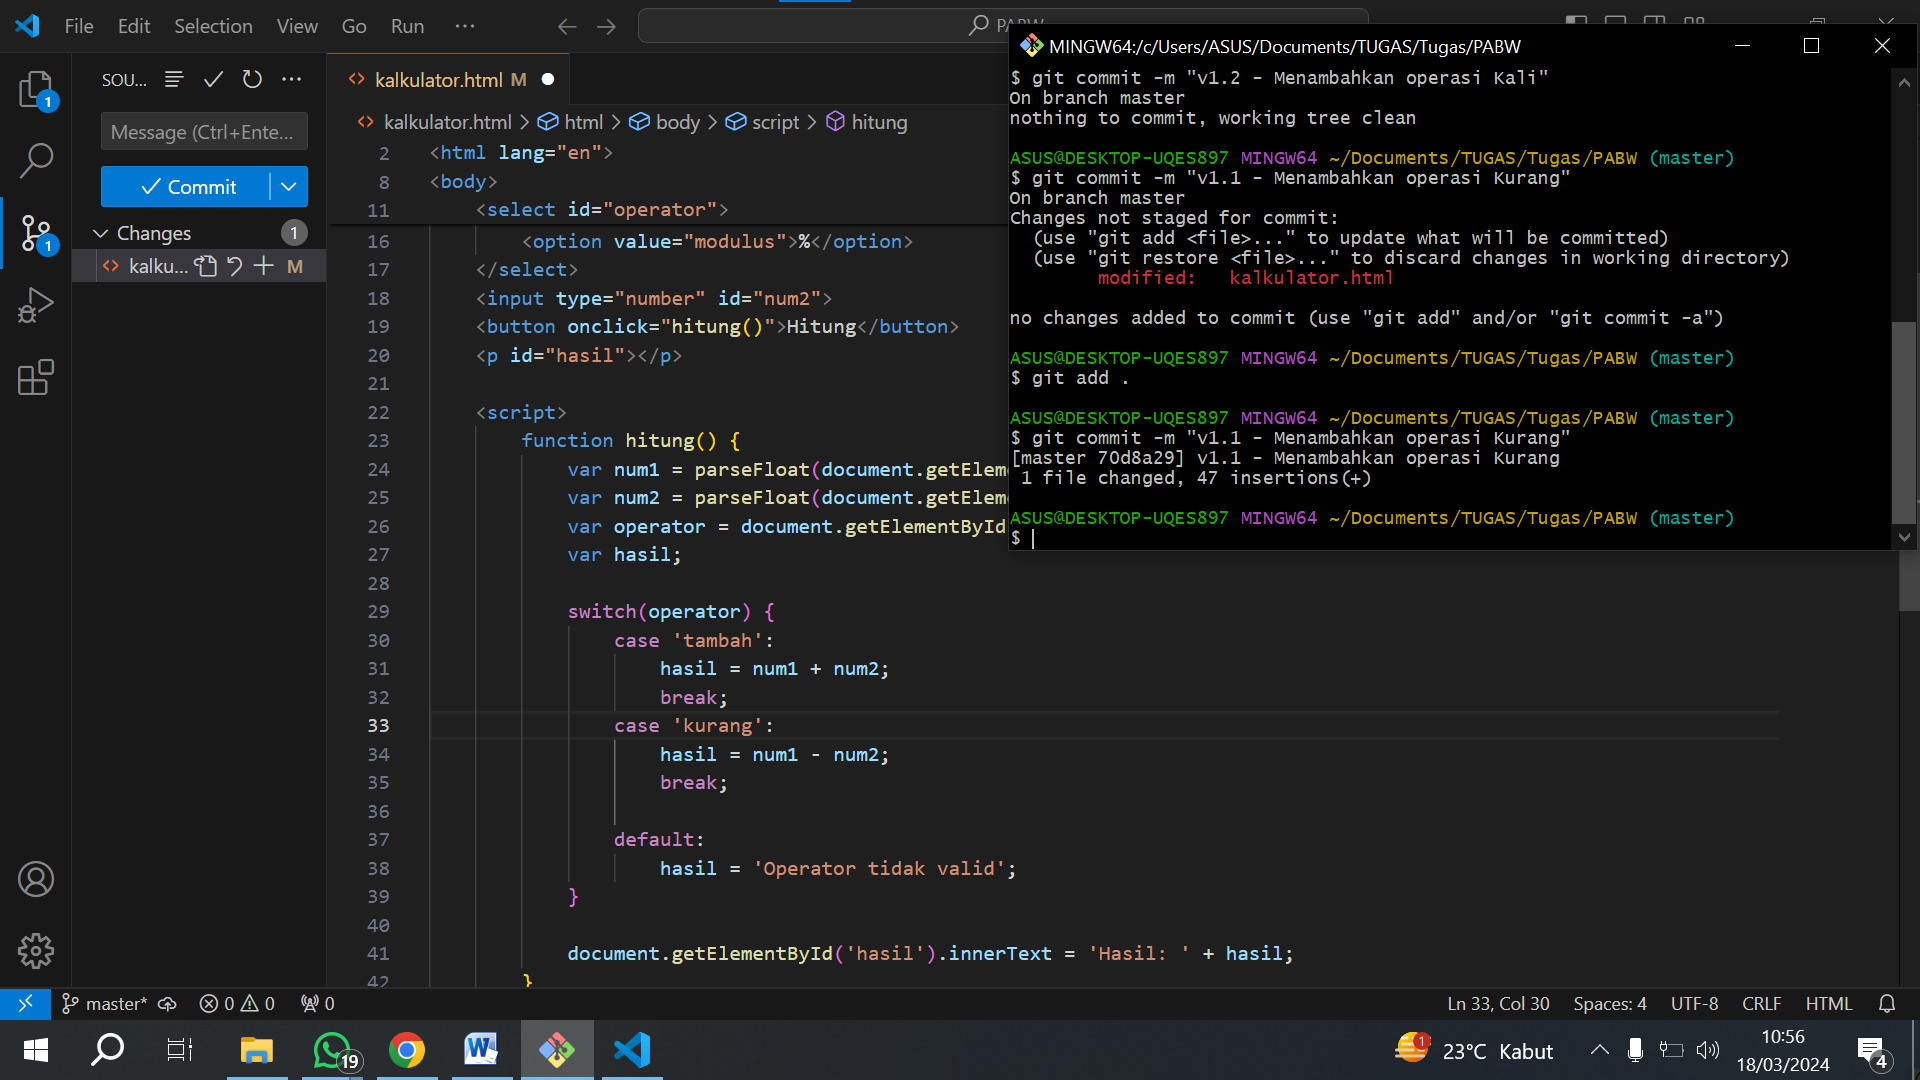 File Edit Selection View Go Run ···
SOU...
Message (Ctrl+Ente...
Commit
Changes 1
kalku... M
kalkulator.html M
kalkulator.html > html > body > script > hitung
2 <html lang="en">
8 <body>
11 <select id="operator">
16 <option value="modulus">%</option>
17 </select>
18 <input type="number" id="num2">
19 <button onclick="hitung()">Hitung</button>
20 <p id="hasil"></p>
21
22 <script>
23 function hitung() {
24 var num1 = parseFloat(document.getElem
25 var num2 = parseFloat(document.getElem
26 var operator = document.getElementById
27 var hasil;
28
29 switch(operator) {
30 case 'tambah':
31 hasil = num1 + num2;
32 break;
33 case 'kurang':
34 hasil = num1 - num2;
35 break;
36
37 default:
38 hasil = 'Operator tidak valid';
39 }
40
41 document.getElementById('hasil').innerText = 'Hasil: ' + hasil;
42 }
MINGW64:/c/Users/ASUS/Documents/TUGAS/Tugas/PABW
$ git commit -m "v1.2 - Menambahkan operasi Kali"
On branch master
nothing to commit, working tree clean
ASUS@DESKTOP-UQES897 MINGW64 ~/Documents/TUGAS/Tugas/PABW (master)
$ git commit -m "v1.1 - Menambahkan operasi Kurang"
On branch master
Changes not staged for commit:
(use "git add <file>..." to update what will be committed)
(use "git restore <file>..." to discard changes in working directory)
modified: kalkulator.html
no changes added to commit (use "git add" and/or "git commit -a")
ASUS@DESKTOP-UQES897 MINGW64 ~/Documents/TUGAS/Tugas/PABW (master)
$ git add .
ASUS@DESKTOP-UQES897 MINGW64 ~/Documents/TUGAS/Tugas/PABW (master)
$ git commit -m "v1.1 - Menambahkan operasi Kurang"
[master 70d8a29] v1.1 - Menambahkan operasi Kurang
1 file changed, 47 insertions(+)
ASUS@DESKTOP-UQES897 MINGW64 ~/Documents/TUGAS/Tugas/PABW (master)
$
master* 0 0 0
Ln 33, Col 30 Spaces: 4 UTF-8 CRLF HTML
19
1 23°C Kabut
10:56
18/03/2024
4